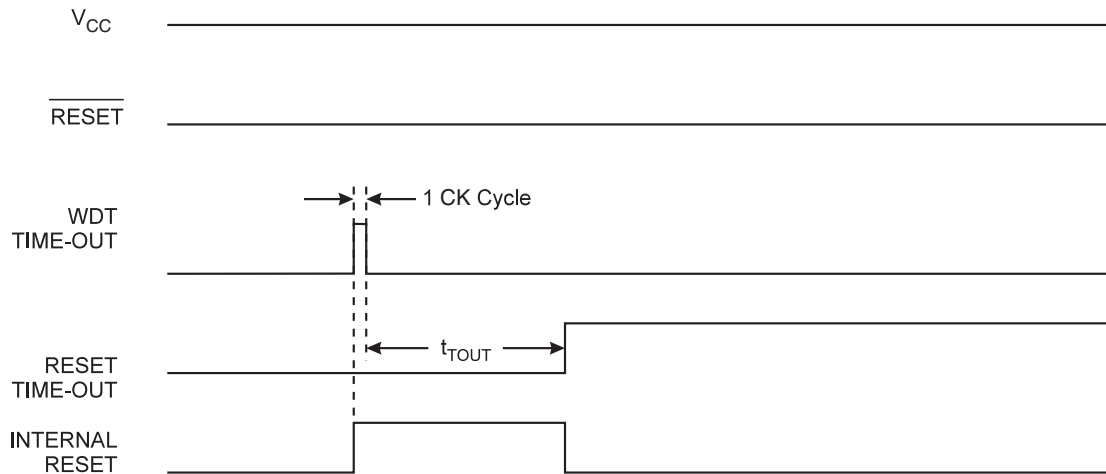 VCC
RESET
1 CK Cycle
WDT
TIME-OUT
tTOUT
RESET
TIME-OUT
INTERNAL
RESET